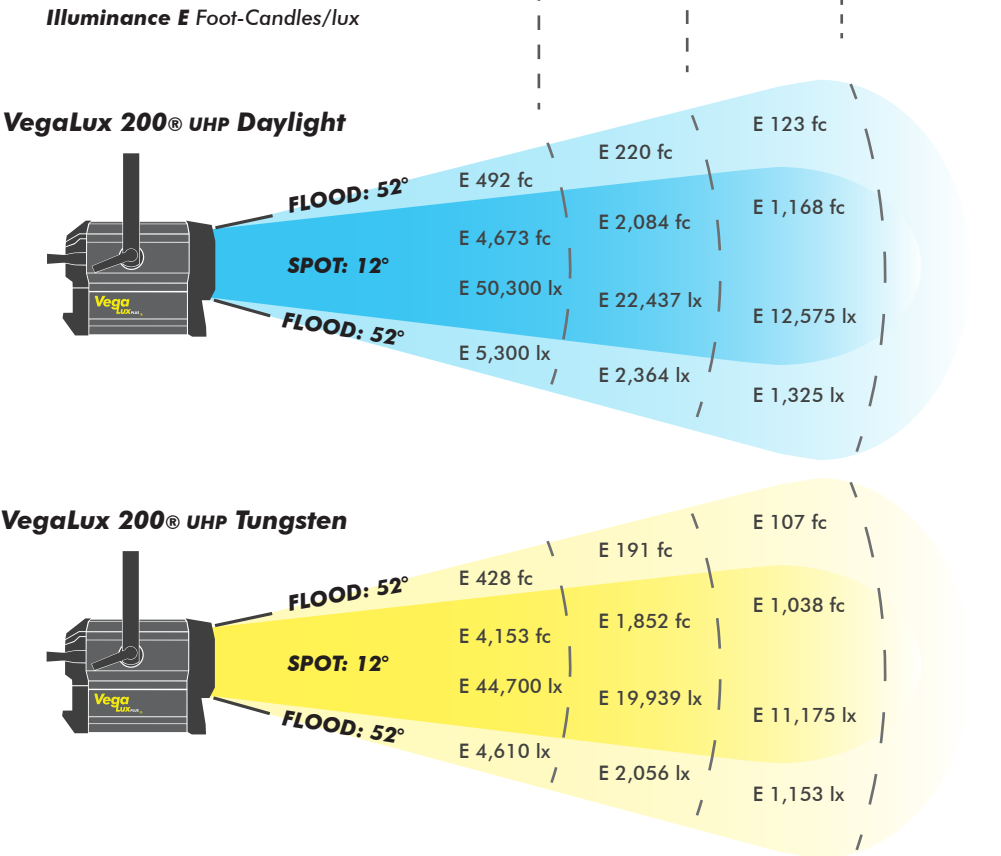 Illuminance E Foot-Candles/lux
VegaLux 200® UHP Daylight
FLOOD: 52°
E 492 fc
E 220 fc
E 123 fc
SPOT: 12°
E 4,673 fc
E 2,084 fc
E 1,168 fc
E 50,300 lx
E 22,437 lx
E 12,575 lx
FLOOD: 52°
E 5,300 lx
E 2,364 lx
E 1,325 lx
Vega
LUX PLUS
VegaLux 200® UHP Tungsten
FLOOD: 52°
E 428 fc
E 191 fc
E 107 fc
SPOT: 12°
E 4,153 fc
E 1,852 fc
E 1,038 fc
E 44,700 lx
E 19,939 lx
E 11,175 lx
FLOOD: 52°
E 4,610 lx
E 2,056 lx
E 1,153 lx
Vega
LUX PLUS